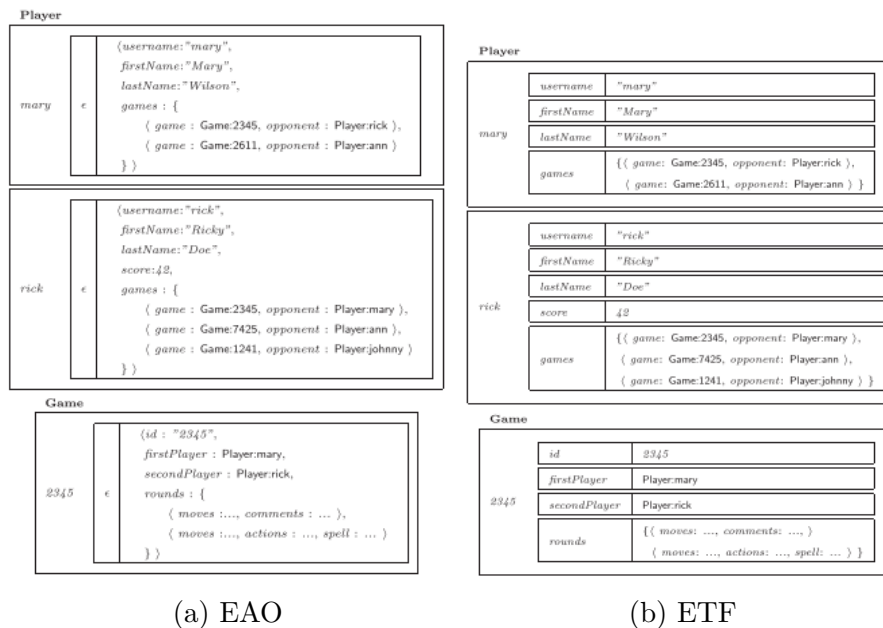 Player
mary
ϵ
⟨username:"mary",
firstName:"Mary",
lastName:"Wilson",
games : {
⟨ game : Game:2345, opponent : Player:rick ⟩,
⟨ game : Game:2611, opponent : Player:ann ⟩
} ⟩
rick
ϵ
⟨username:"rick",
firstName:"Ricky",
lastName:"Doe",
score:42,
games : {
⟨ game : Game:2345, opponent : Player:mary ⟩,
⟨ game : Game:7425, opponent : Player:ann ⟩,
⟨ game : Game:1241, opponent : Player:johnny ⟩
} ⟩
Game
2345
ϵ
⟨id : "2345",
firstPlayer : Player:mary,
secondPlayer : Player:rick,
rounds : {
⟨ moves :..., comments : ... ⟩,
⟨ moves :..., actions : ..., spell : ... ⟩
} ⟩
(a) EAO
Player
mary
username "mary"
firstName "Mary"
lastName "Wilson"
games {⟨ game: Game:2345, opponent: Player:rick ⟩,
⟨ game: Game:2611, opponent: Player:ann ⟩ }
rick
username "rick"
firstName "Ricky"
lastName "Doe"
score 42
games {⟨ game: Game:2345, opponent: Player:mary ⟩,
⟨ game: Game:7425, opponent: Player:ann ⟩,
⟨ game: Game:1241, opponent: Player:johnny ⟩ }
Game
2345
id 2345
firstPlayer Player:mary
secondPlayer Player:rick
rounds {⟨ moves: ..., comments: ..., ⟩
⟨ moves: ..., actions: ..., spell: ... ⟩ }
(b) ETF